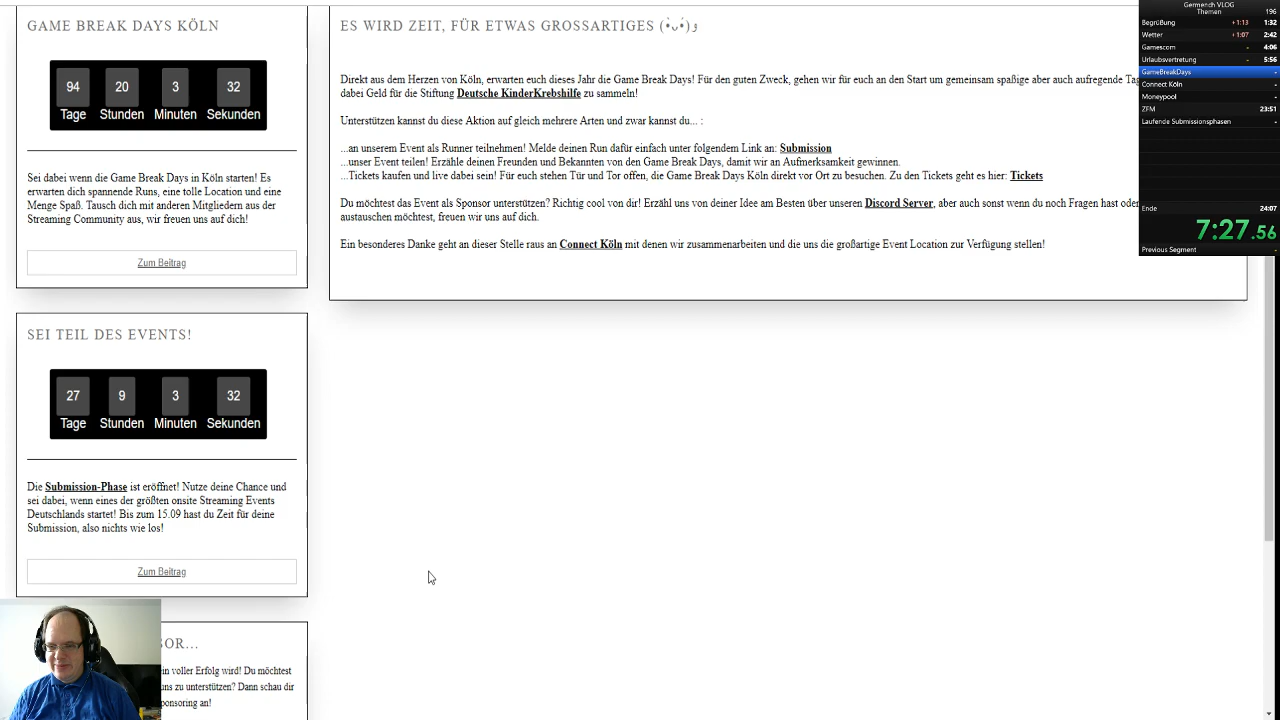 GAME BREAK DAYS KÖLN
94 20 3 32
Tage Stunden Minuten Sekunden
Sei dabei wenn die Game Break Days in Köln starten! Es
erwarten dich spannende Runs, eine tolle Location und eine
Menge Spaß. Tausch dich mit anderen Mitgliedern aus der
Streaming Community aus, wir freuen uns auf dich!
Zum Beitrag
SEI TEIL DES EVENTS!
27 9 3 32
Tage Stunden Minuten Sekunden
Die Submission-Phase ist eröffnet! Nutze deine Chance und
sei dabei, wenn eines der größten onsite Streaming Events
Deutschlands startet! Bis zum 15.09 hast du Zeit für deine
Submission, also nichts wie los!
Zum Beitrag
SOR...
ein voller Erfolg wird! Du möchtest
uns zu unterstützen? Dann schau dir
ponsoring an!
ES WIRD ZEIT, FÜR ETWAS GROSSARTIGES (•̀ᴗ•́)و
Direkt aus dem Herzen von Köln, erwarten euch dieses Jahr die Game Break Days! Für den guten Zweck, gehen wir für euch an den Start um gemeinsam spaßige aber auch aufregende Tag
dabei Geld für die Stiftung Deutsche KinderKrebshilfe zu sammeln!
Unterstützen kannst du diese Aktion auf gleich mehrere Arten und zwar kannst du... :
...an unserem Event als Runner teilnehmen! Melde deinen Run dafür einfach unter folgendem Link an: Submission
...unser Event teilen! Erzähle deinen Freunden und Bekannten von den Game Break Days, damit wir an Aufmerksamkeit gewinnen.
...Tickets kaufen und live dabei sein! Für euch stehen Tür und Tor offen, die Game Break Days Köln direkt vor Ort zu besuchen. Zu den Tickets geht es hier: Tickets
Du möchtest das Event als Sponsor unterstützen? Richtig cool von dir! Erzähl uns von deiner Idee am Besten über unseren Discord Server, aber auch sonst wenn du noch Fragen hast oder
austauschen möchtest, freuen wir uns auf dich.
Ein besonderes Danke geht an dieser Stelle raus an Connect Köln mit denen wir zusammenarbeiten und die uns die großartige Event Location zur Verfügung stellen!
Germench VLOG
Themen 196
Begrüßung +1:13 1:32
Wetter +1:07 2:42
Gamescom - 4:06
Urlaubsvertretung - 5:56
GameBreakDays -
Connect Köln -
Moneypool -
ZFM 23:51
Laufende Submissionsphasen -
Ende 24:07
7:27.56
Previous Segment -